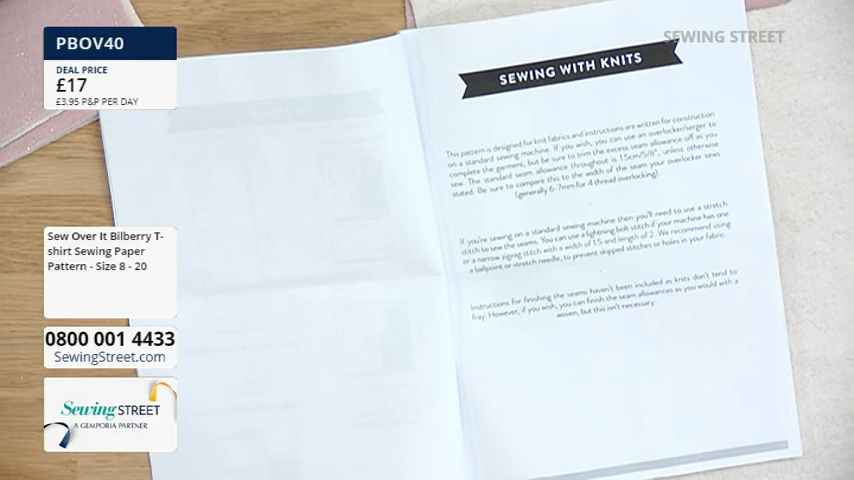 PBOV40
DEAL PRICE
£17
£3.95 P&P PER DAY
Sew Over It Bilberry T-
shirt Sewing Paper
Pattern - Size 8 - 20
0800 001 4433
SewingStreet.com
Sewing STREET
A GEMPORIA PARTNER
SEWING STREET
SEWING WITH KNITS
This pattern is designed for knit fabrics and instructions are written for construction
on a standard sewing machine. If you wish, you can use an overlocker/serger to
complete the garment, but be sure to trim the excess seam allowance off as you
sew. The standard seam allowance throughout is 1.5cm/5/8", unless otherwise
stated. Be sure to compare this to the width of the seam your overlocker sews
(generally 6-7mm for 4 thread overlocking).
If you're sewing on a standard sewing machine then you'll need to use a stretch
stitch to sew the seams. You can use a lightning bolt stitch if your machine has one
or a narrow zigzag stitch with a width of 1.5 and length of 2. We recommend using
a ballpoint or stretch needle, to prevent skipped stitches or holes in your fabric.
Instructions for finishing the seams haven't been included as knits don't tend to
fray. However, if you wish, you can finish the seam allowances as you would with a
woven, but this isn't necessary.